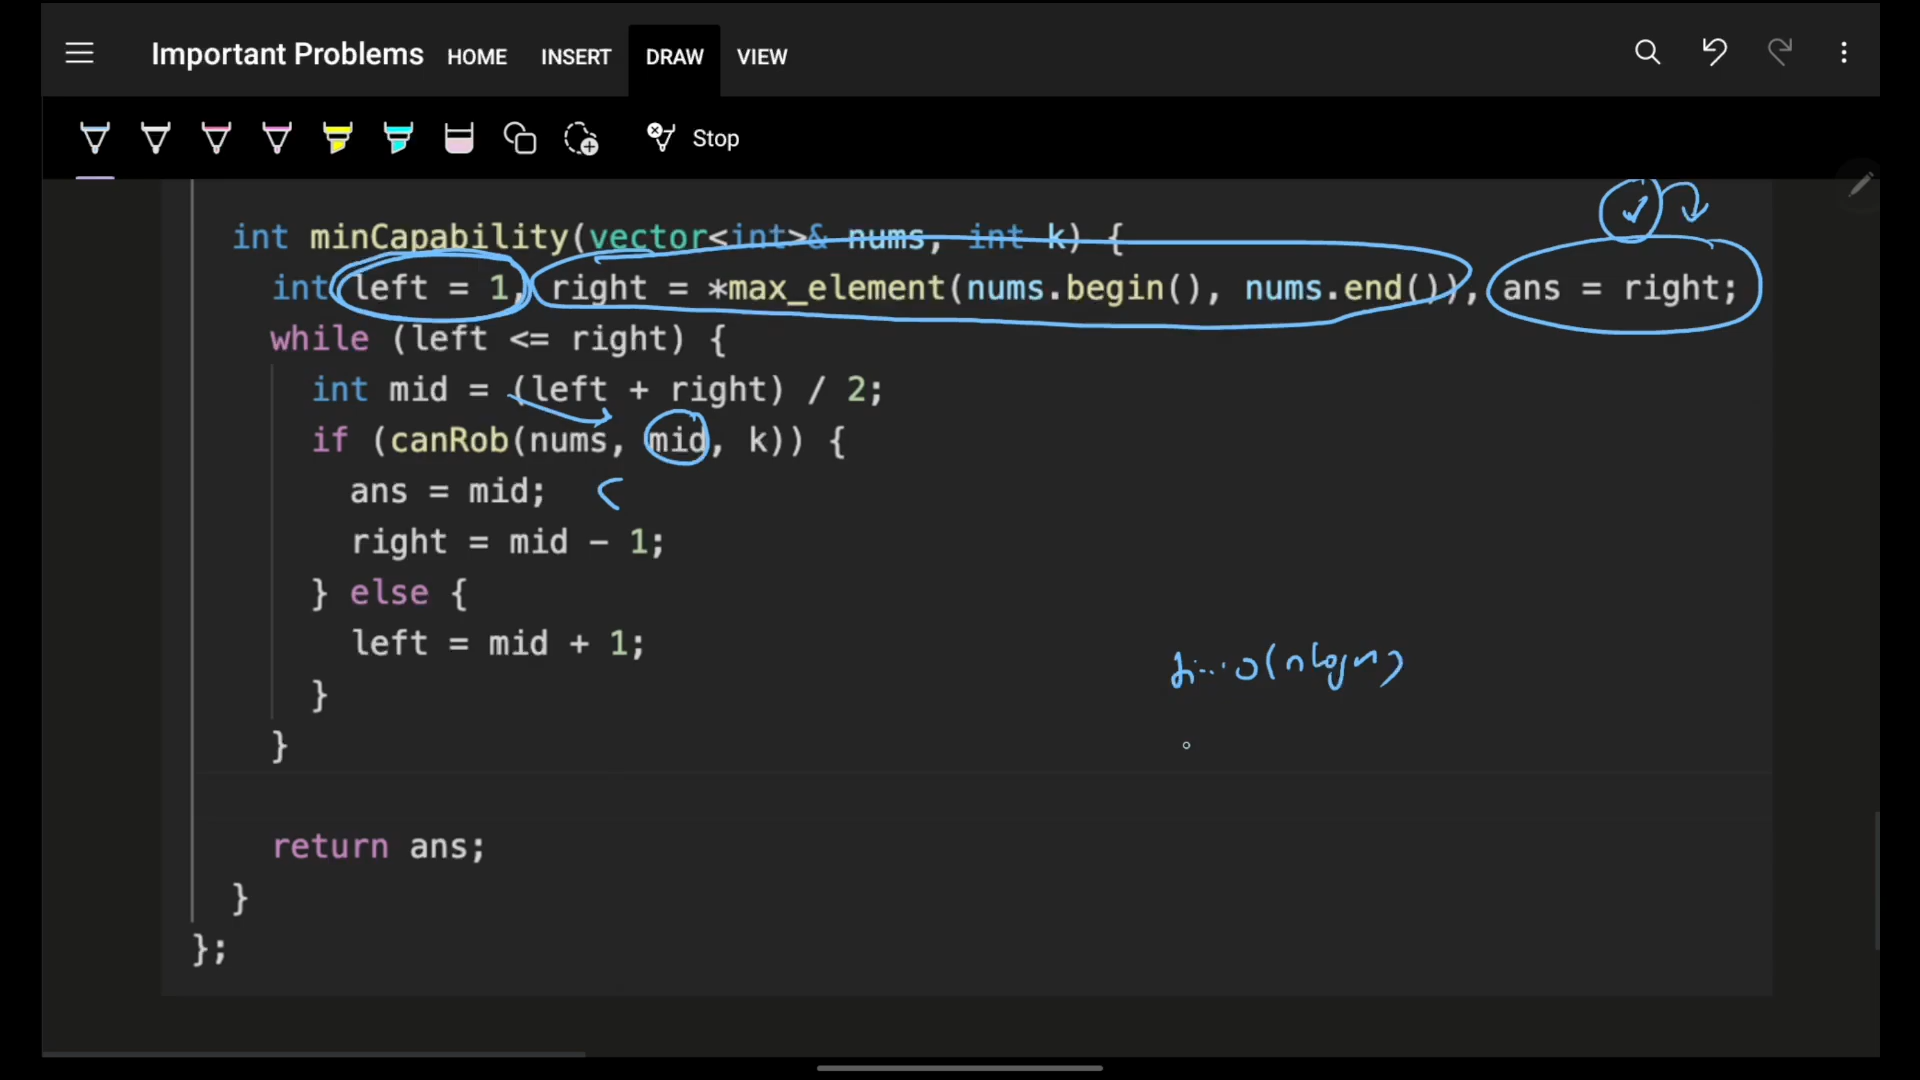 Important Problems HOME INSERT DRAW VIEW
Stop
int minCapability(vector<int>& nums, int k) {
int left = 1, right = *max_element(nums.begin(), nums.end()), ans = right;
while (left <= right) {
int mid = (left + right) / 2;
if (canRob(nums, mid, k)) {
ans = mid;
right = mid - 1;
} else {
left = mid + 1;
}
}
O(nlogn)
return ans;
}
};